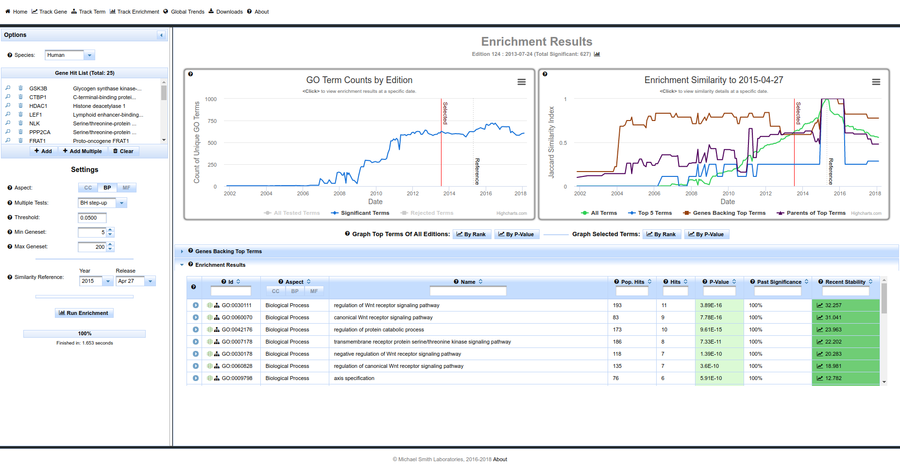 Home Track Gene Track Term Track Enrichment Global Trends Downloads About
Options
Species: Human
Gene Hit List (Total: 25)
GSK3B Glycogen synthase kinase-...
CTBP1 C-terminal-binding protei...
HDAC1 Histone deacetylase 1
LEF1 Lymphoid enhancer-binding...
NLK Serine/threonine-protein ...
PPP2CA Serine/threonine-protein ...
FRAT1 Proto-oncogene FRAT1
Add Add Multiple Clear
Settings
Aspect: CC BP MF
Multiple Tests: BH step-up
Threshold: 0.0500
Min Geneset: 5
Max Geneset: 200
Year Release
Similarity Reference: 2015 Apr 27
Run Enrichment
100%
Finished in: 1.653 seconds
Enrichment Results
Edition 124 : 2013-07-24 (Total Significant: 627)
GO Term Counts by Edition
<Click> to view enrichment results at a specific date.
Count of Unique GO Terms
1000
500
250
0
Selected
Reference
2002 2004 2006 2008 2010 2012 2014 2016 2018
Date
All Tested Terms Significant Terms Rejected Terms
Highcharts.com
Enrichment Similarity to 2015-04-27
<Click> to view similarity details at a specific date.
Jaccard Similarity Index
1
0.5
0
Selected
Reference
2002 2004 2006 2008 2010 2012 2014 2016 2018
Date
All Terms Top 5 Terms Genes Backing Top Terms Parents of Top Terms
Highcharts.com
Graph Top Terms Of All Editions: By Rank By P-Value Graph Selected Terms: By Rank By P-Value
Genes Backing Top Terms
Enrichment Results
Id Aspect Name Pop. Hits Hits P-Value Past Significance Recent Stability
CC BP MF
GO:0030111 Biological Process regulation of Wnt receptor signaling pathway 193 11 3.89E-16 100% 32.257
GO:0060070 Biological Process canonical Wnt receptor signaling pathway 83 9 7.78E-16 100% 31.041
GO:0042176 Biological Process regulation of protein catabolic process 173 10 9.61E-15 100% 23.963
GO:0007178 Biological Process transmembrane receptor protein serine/threonine kinase signaling pathway 186 8 7.33E-11 100% 22.202
GO:0030178 Biological Process negative regulation of Wnt receptor signaling pathway 118 7 1.39E-10 100% 20.283
GO:0060828 Biological Process regulation of canonical Wnt receptor signaling pathway 135 7 3.6E-10 100% 18.981
GO:0009798 Biological Process axis specification 76 6 5.91E-10 100% 12.782
© Michael Smith Laboratories, 2016-2018 About